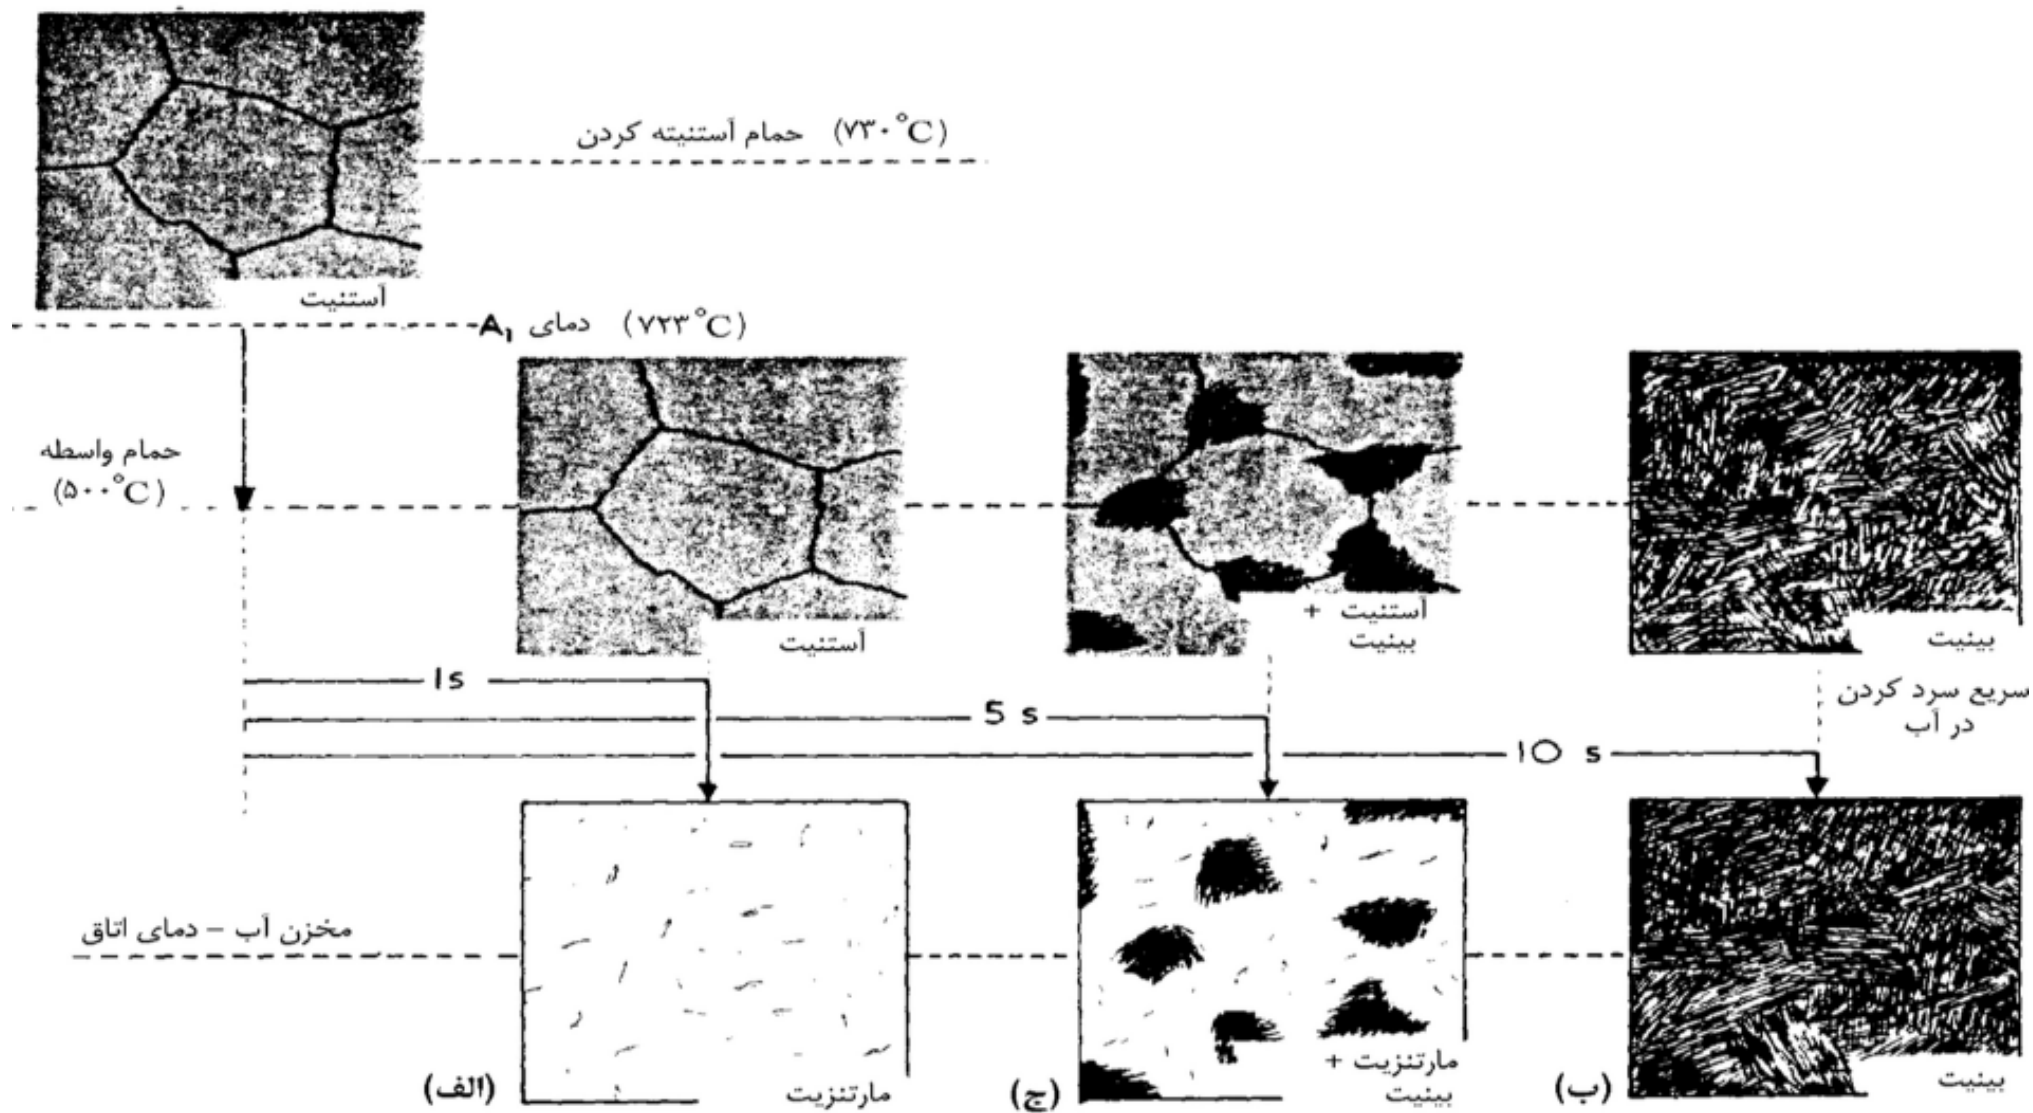 حمام آستنیته کردن (۷۳۰°C)
آستنیت
دمای A₁ (۷۲۳°C)
حمام واسطه
(۵۰۰°C)
آستنیت
آستنیت +
بینیت
بینیت
1s
5 s
10 s
سریع سرد کردن
در آب
مخزن آب - دمای اتاق
(الف)
مارتنزیت
(ج)
مارتنزیت +
بینیت
(ب)
بینیت